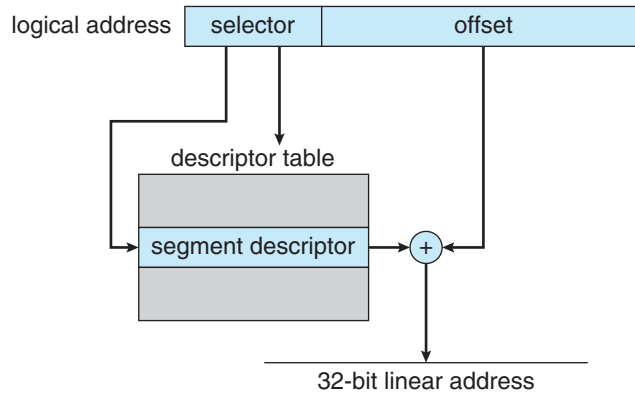 logical address selector offset
descriptor table
segment descriptor +
32-bit linear address